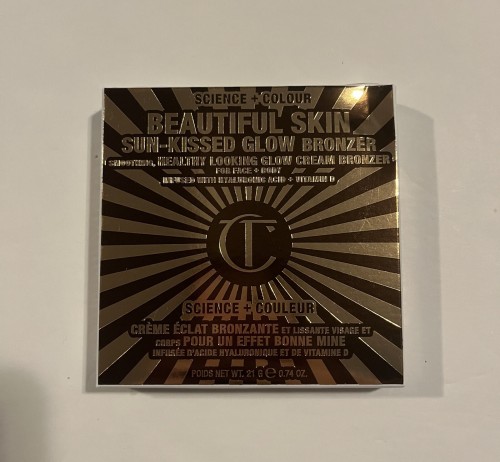 SCIENCE + COLOUR
BEAUTIFUL SKIN
SUN-KISSED GLOW BRONZER
SMOOTHING, HEALTHY LOOKING GLOW CREAM BRONZER
FOR FACE + BODY
INFUSED WITH HYALURONIC ACID + VITAMIN D
CT
SCIENCE + COULEUR
CRÈME ÉCLAT BRONZANTE ET LISSANTE VISAGE ET
CORPS POUR UN EFFET BONNE MINE
INFUSÉE D'ACIDE HYALURONIQUE ET DE VITAMINE D
POIDS NET WT. 21 G ℮ 0.74 OZ.